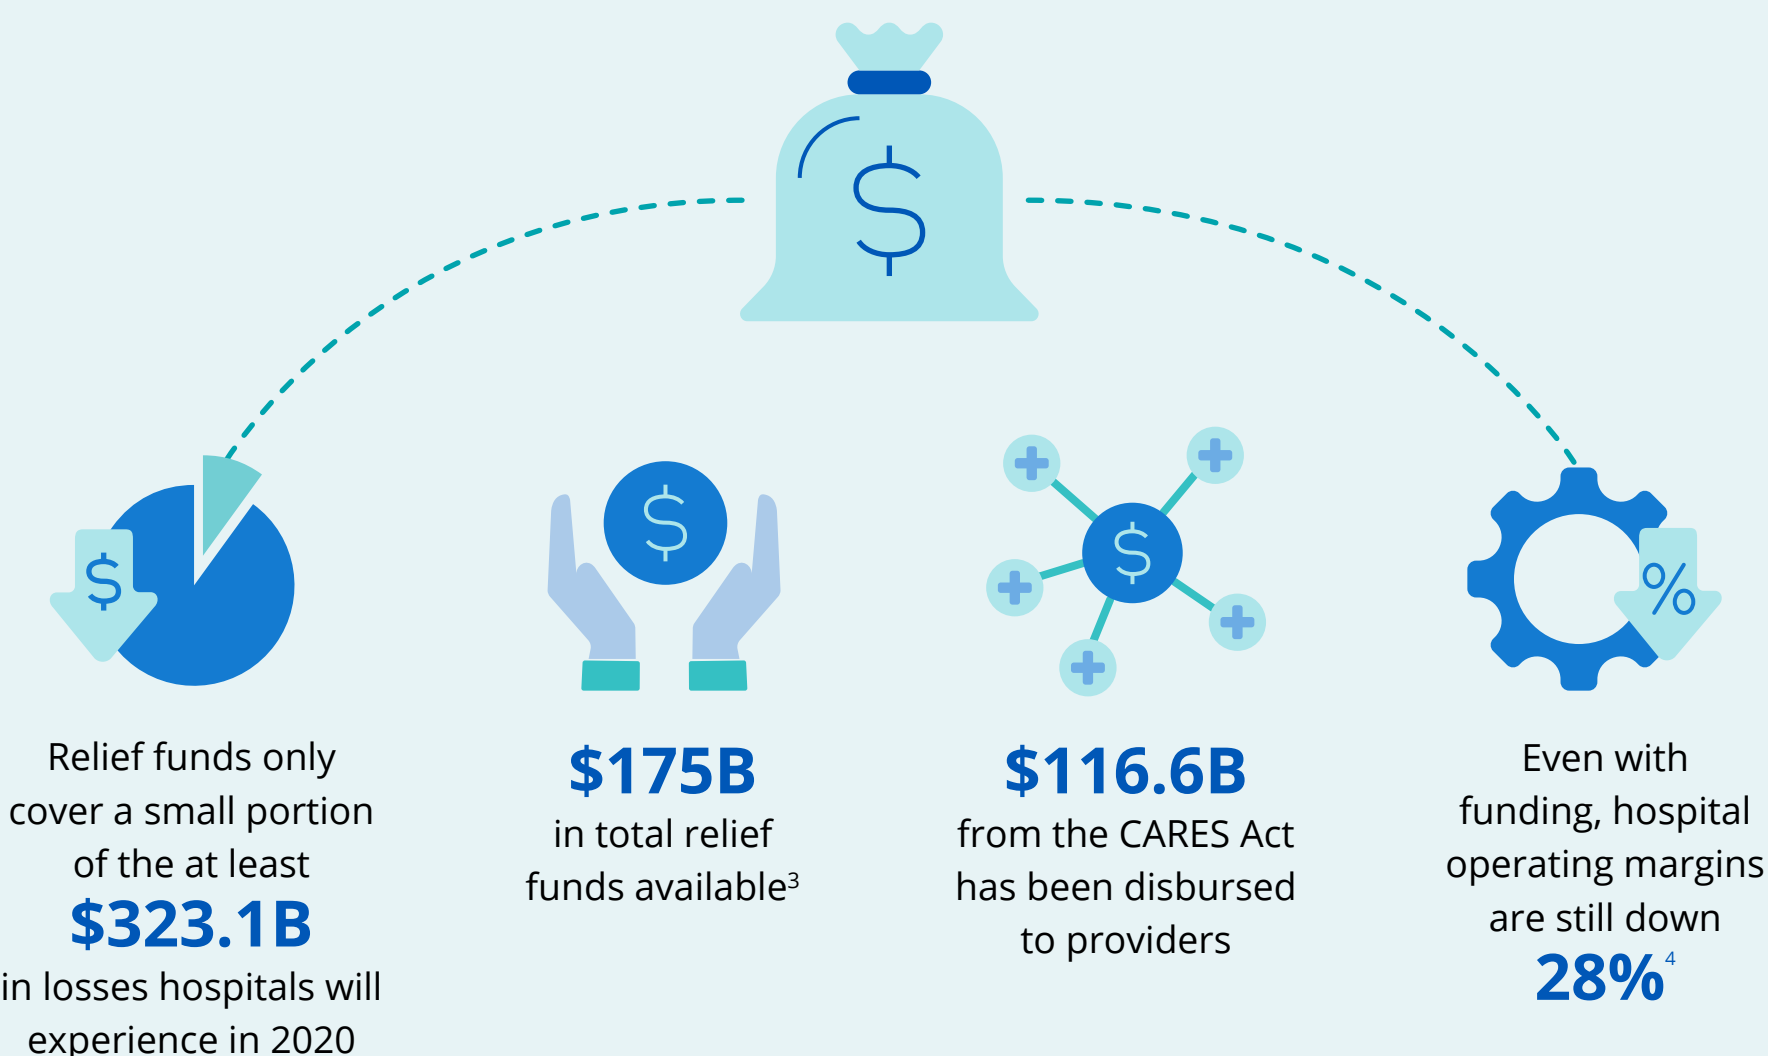 $
$
$
$
%
Relief funds only
cover a small portion
of the at least
$323.1B
in losses hospitals will
experience in 2020
$175B
in total relief
funds available³
$116.6B
from the CARES Act
has been disbursed
to providers
Even with
funding, hospital
operating margins
are still down
28%⁴